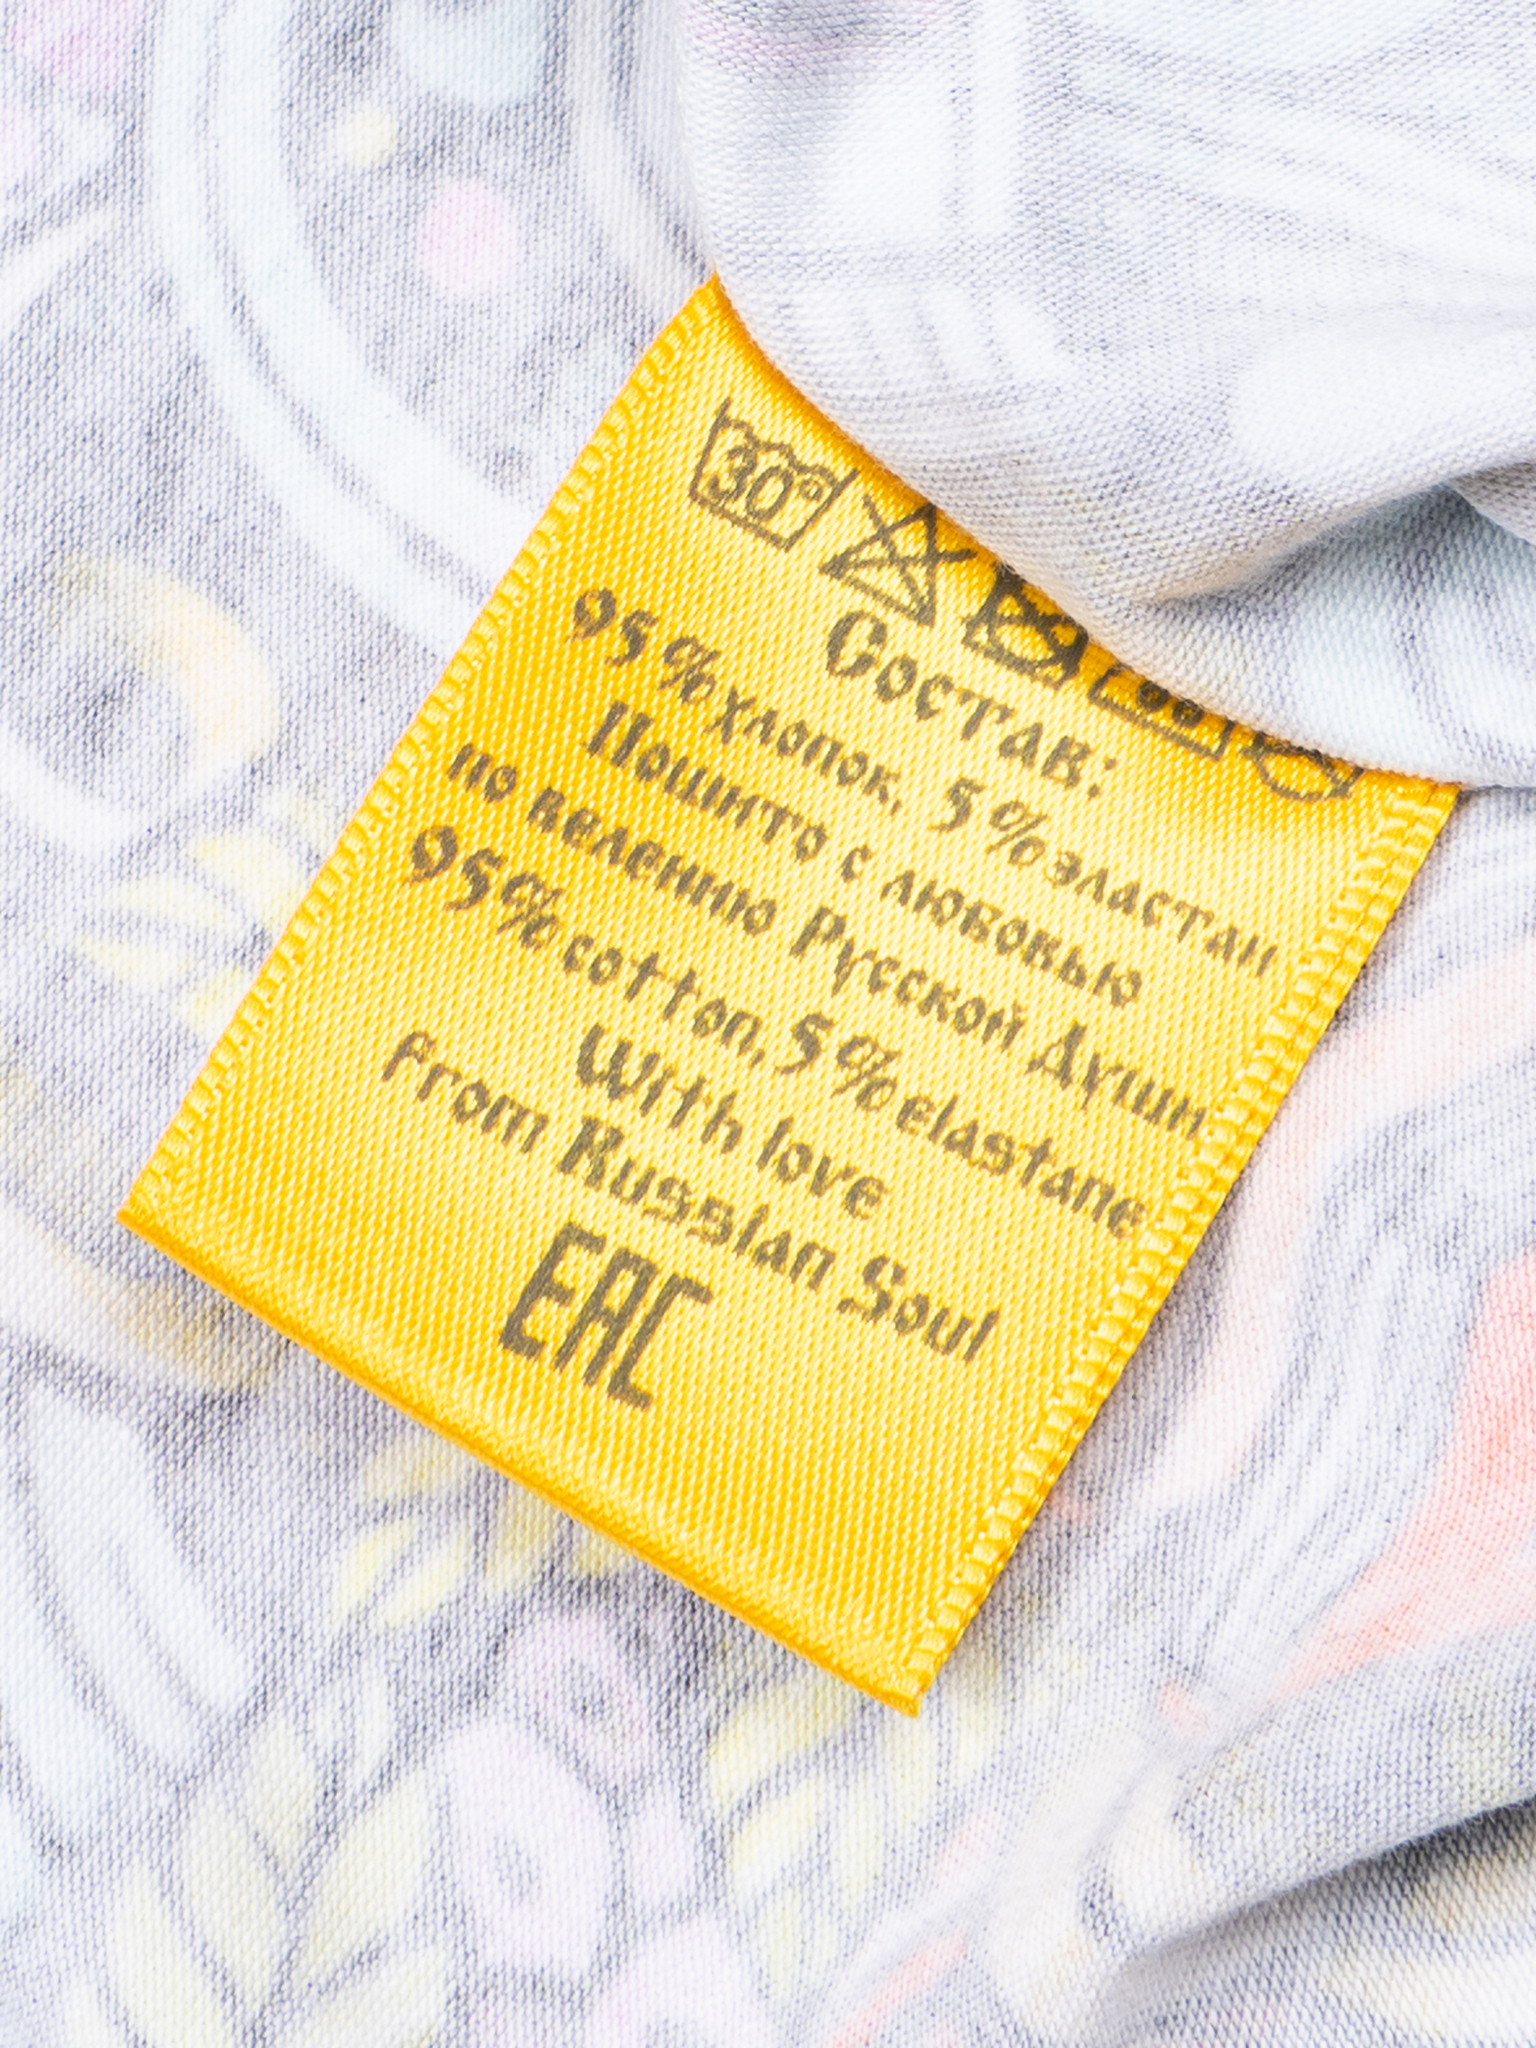 30°
Состав:
95% хлопок, 5% эластан
Пошито с любовью
по велению Русской Души
95% cotton, 5% elastane
With love
from Russian Soul
EAC